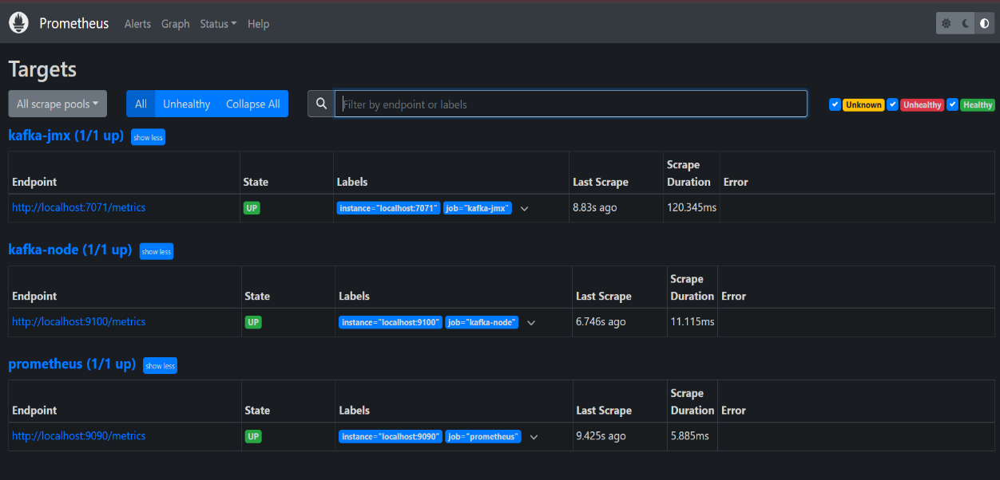 Prometheus Alerts Graph Status Help
Targets
All scrape pools All Unhealthy Collapse All Filter by endpoint or labels Unknown Unhealthy Healthy
kafka-jmx (1/1 up) show less
Endpoint State Labels Last Scrape Scrape Duration Error
http://localhost:7071/metrics UP instance="localhost:7071" job="kafka-jmx" 8.83s ago 120.345ms
kafka-node (1/1 up) show less
Endpoint State Labels Last Scrape Scrape Duration Error
http://localhost:9100/metrics UP instance="localhost:9100" job="kafka-node" 6.746s ago 11.115ms
prometheus (1/1 up) show less
Endpoint State Labels Last Scrape Scrape Duration Error
http://localhost:9090/metrics UP instance="localhost:9090" job="prometheus" 9.425s ago 5.885ms